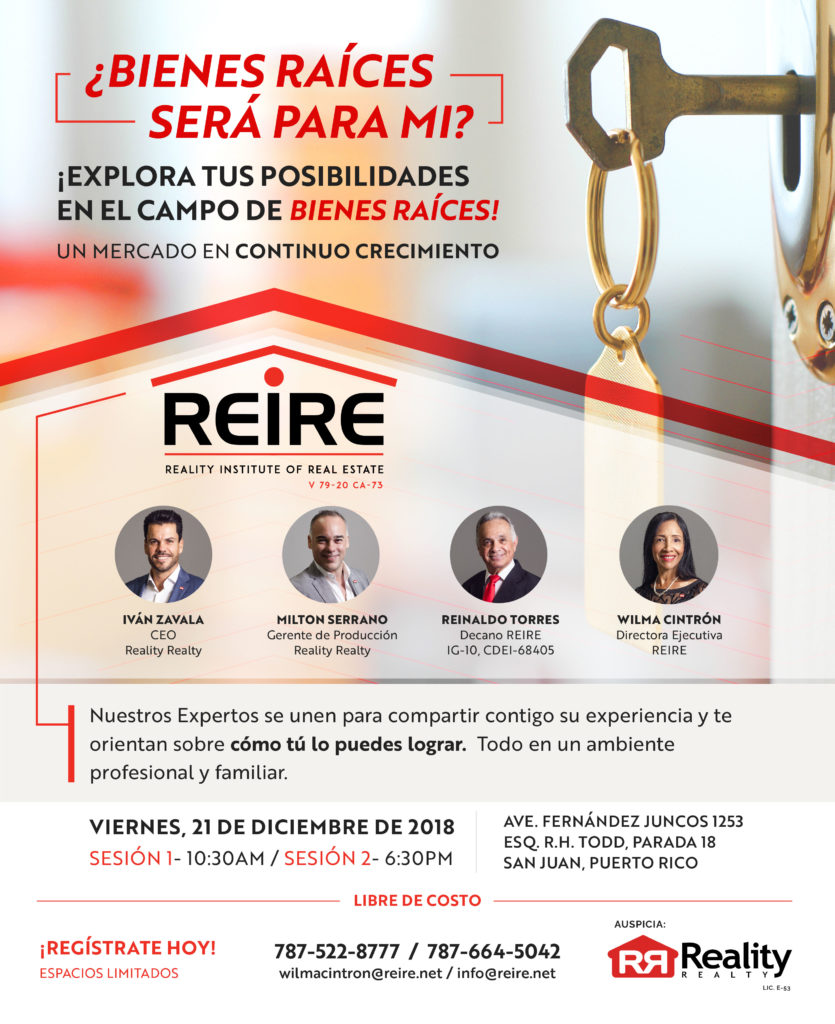 ¿BIENES RAÍCES
SERÁ PARA MI?
¡EXPLORA TUS POSIBILIDADES
EN EL CAMPO DE BIENES RAÍCES!
UN MERCADO EN CONTINUO CRECIMIENTO
REIRE
REALITY INSTITUTE OF REAL ESTATE
V 79-20 CA-73
IVÁN ZAVALA
CEO
Reality Realty
MILTON SERRANO
Gerente de Producción
Reality Realty
REINALDO TORRES
Decano REIRE
IG-10, CDEI-68405
WILMA CINTRÓN
Directora Ejecutiva
REIRE
Nuestros Expertos se unen para compartir contigo su experiencia y te
orientan sobre cómo tú lo puedes lograr. Todo en un ambiente
profesional y familiar.
VIERNES, 21 DE DICIEMBRE DE 2018
SESIÓN 1- 10:30AM / SESIÓN 2- 6:30PM
AVE. FERNÁNDEZ JUNCOS 1253
ESQ. R.H. TODD, PARADA 18
SAN JUAN, PUERTO RICO
LIBRE DE COSTO
¡REGÍSTRATE HOY!
ESPACIOS LIMITADOS
787-522-8777 / 787-664-5042
wilmacintron@reire.net / info@reire.net
AUSPICIA:
RR Reality
REALTY
LIC. E-53